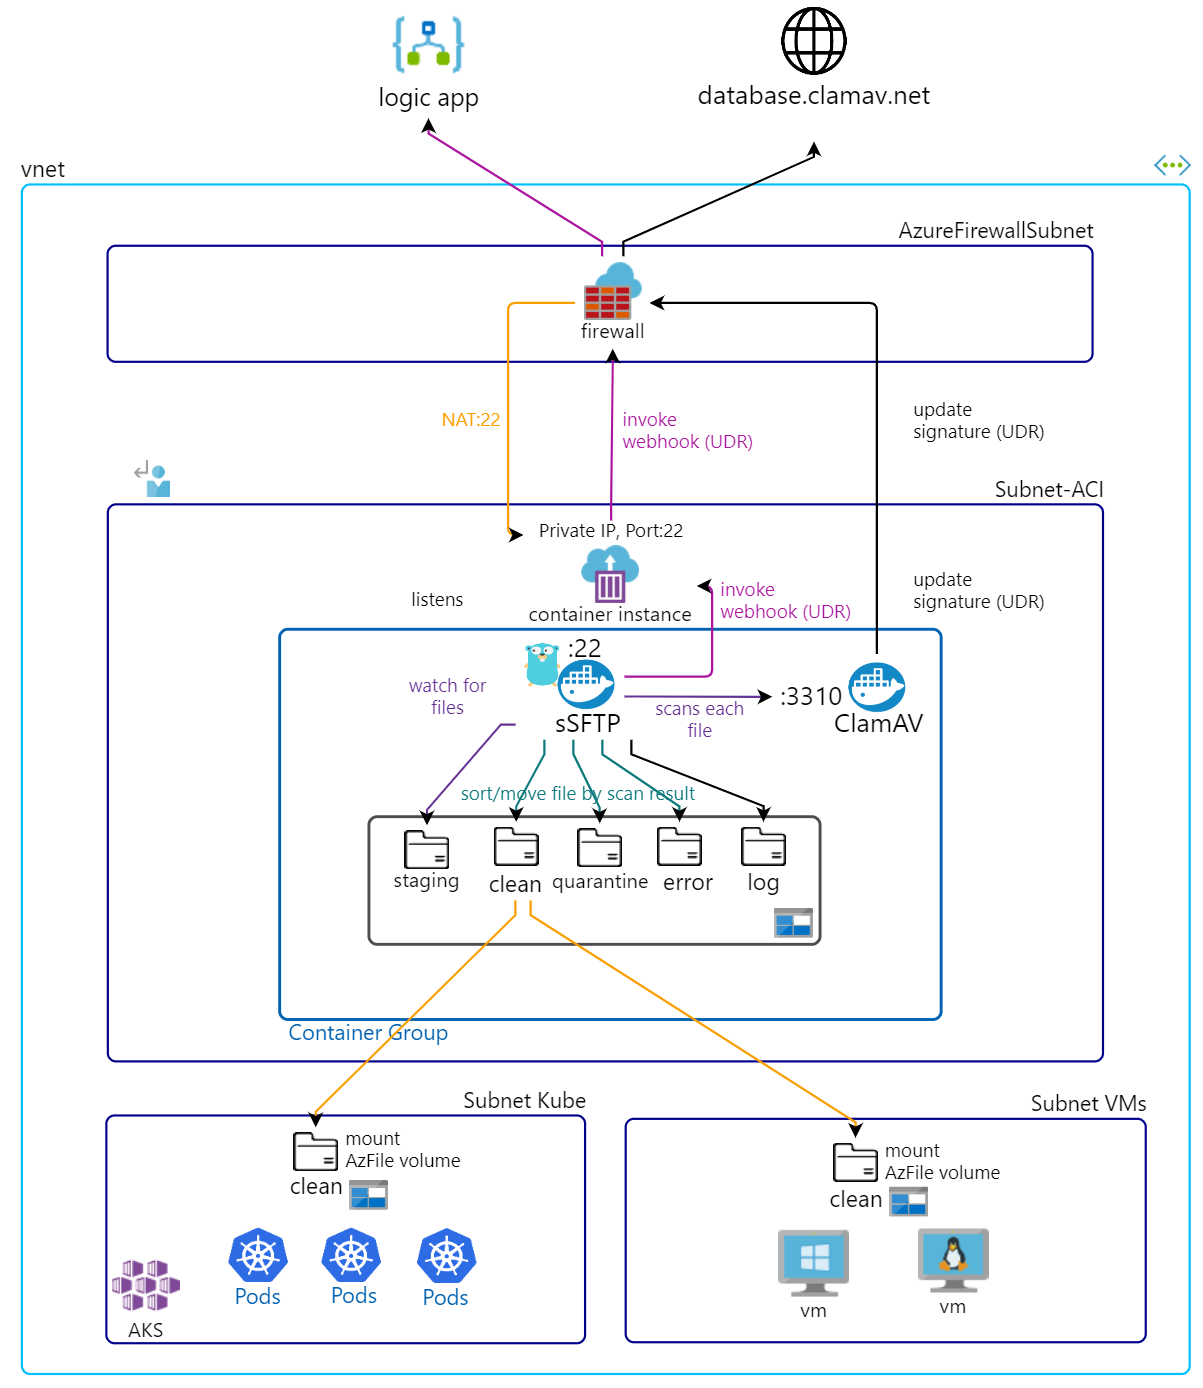 logic app
database.clamav.net
vnet
AzureFirewallSubnet
firewall
NAT:22
invoke
webhook (UDR)
update
signature (UDR)
Subnet-ACI
Private IP, Port:22
container instance
listens
invoke
webhook (UDR)
update
signature (UDR)
:22
sSFTP
watch for
files
scans each
file
:3310
ClamAV
sort/move file by scan result
staging
clean
quarantine
error
log
Container Group
Subnet Kube
mount
AzFile volume
clean
Pods
Pods
Pods
AKS
Subnet VMs
mount
AzFile volume
clean
vm
vm